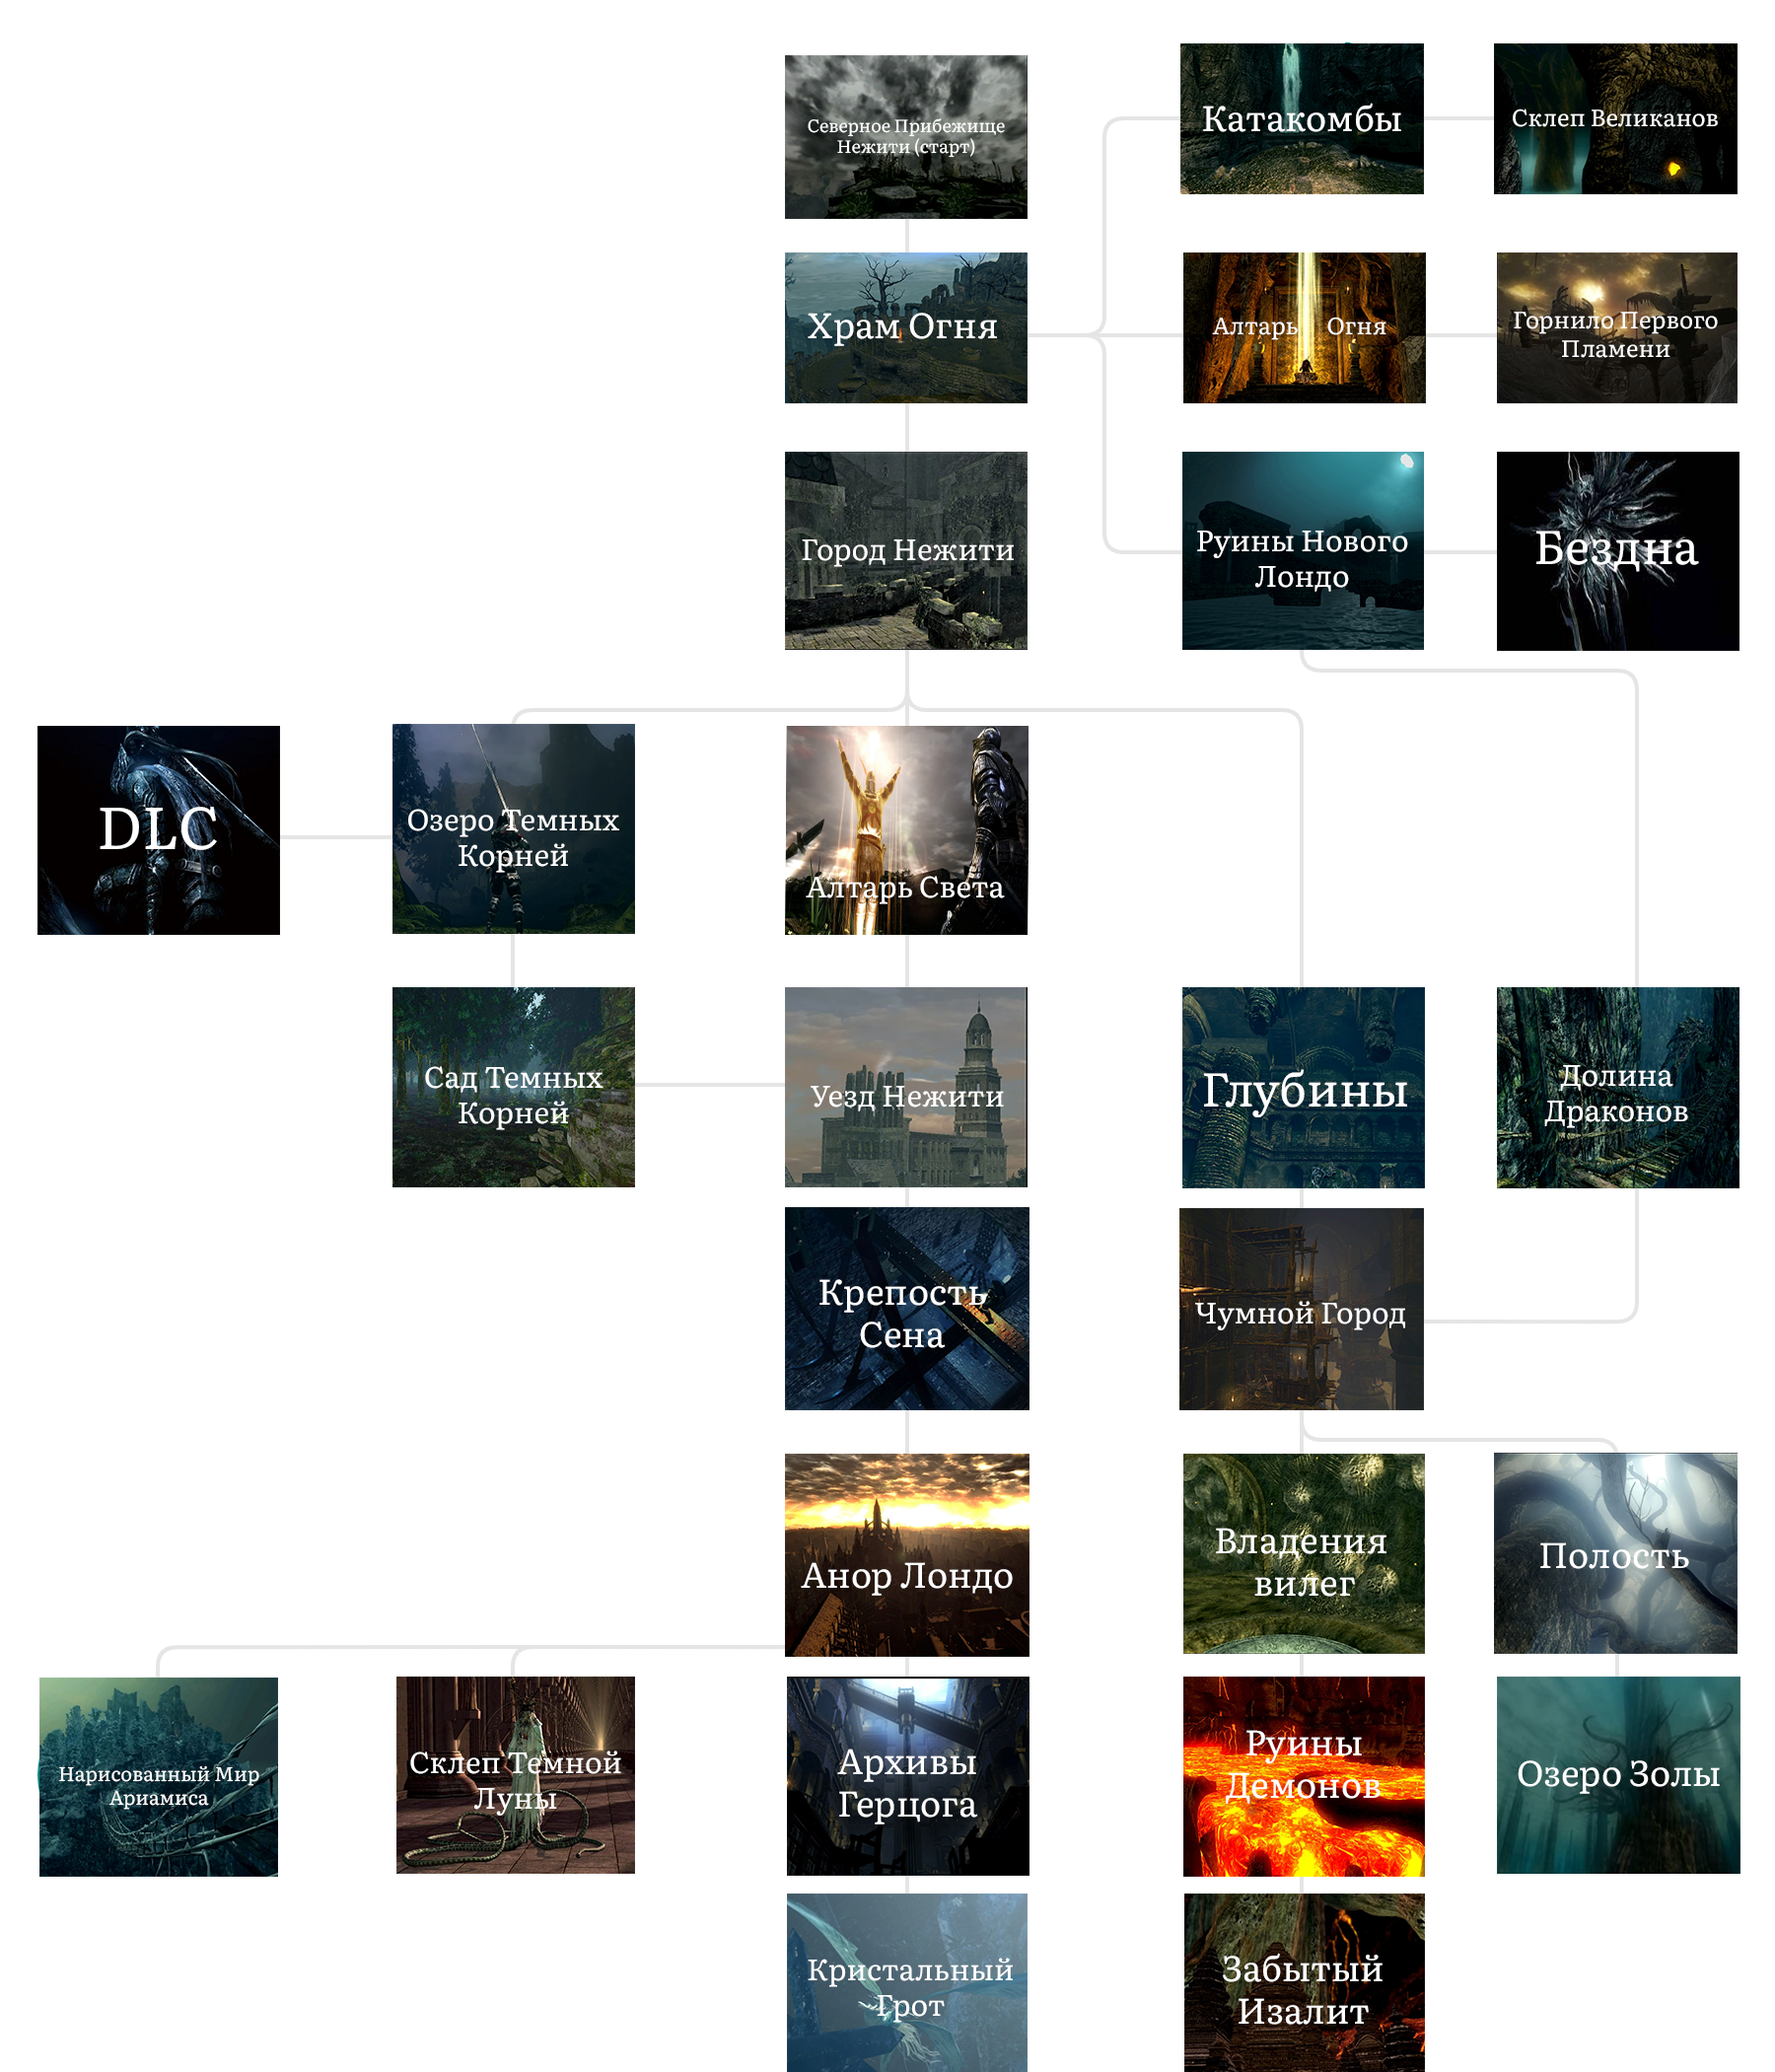 Северное Прибежище
Нежити (старт)
Катакомбы
Склеп Великанов
Храм Огня
Алтарь Огня
Горнило Первого
Пламени
Город Нежити
Руины Нового
Лондо
Бездна
DLC
Озеро Темных
Корней
Алтарь Света
Сад Темных
Корней
Уезд Нежити
Глубины
Долина
Драконов
Крепость
Сена
Чумной Город
Анор Лондо
Владения
вилег
Полость
Нарисованный Мир
Ариамиса
Склеп Темной
Луны
Архивы
Герцога
Руины
Демонов
Озеро Золы
Кристальный
Грот
Забытый
Изалит